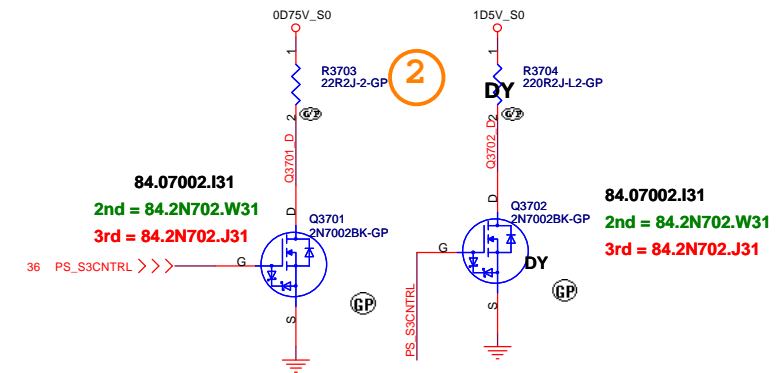 0D75V_S0
1D5V_S0
1
R3703
22R2J-2-GP
2
1
R3704
220R2J-L2-GP
DY
2
G/P
2
G/P
Q3701_D
Q3702_D
84.07002.I31
2nd = 84.2N702.W31
3rd = 84.2N702.J31
D
Q3701
2N7002BK-GP
D
Q3702
2N7002BK-GP
84.07002.I31
2nd = 84.2N702.W31
3rd = 84.2N702.J31
36 PS_S3CNTRL
G
G
DY
GP
GP
S
S
PS_S3CNTRL